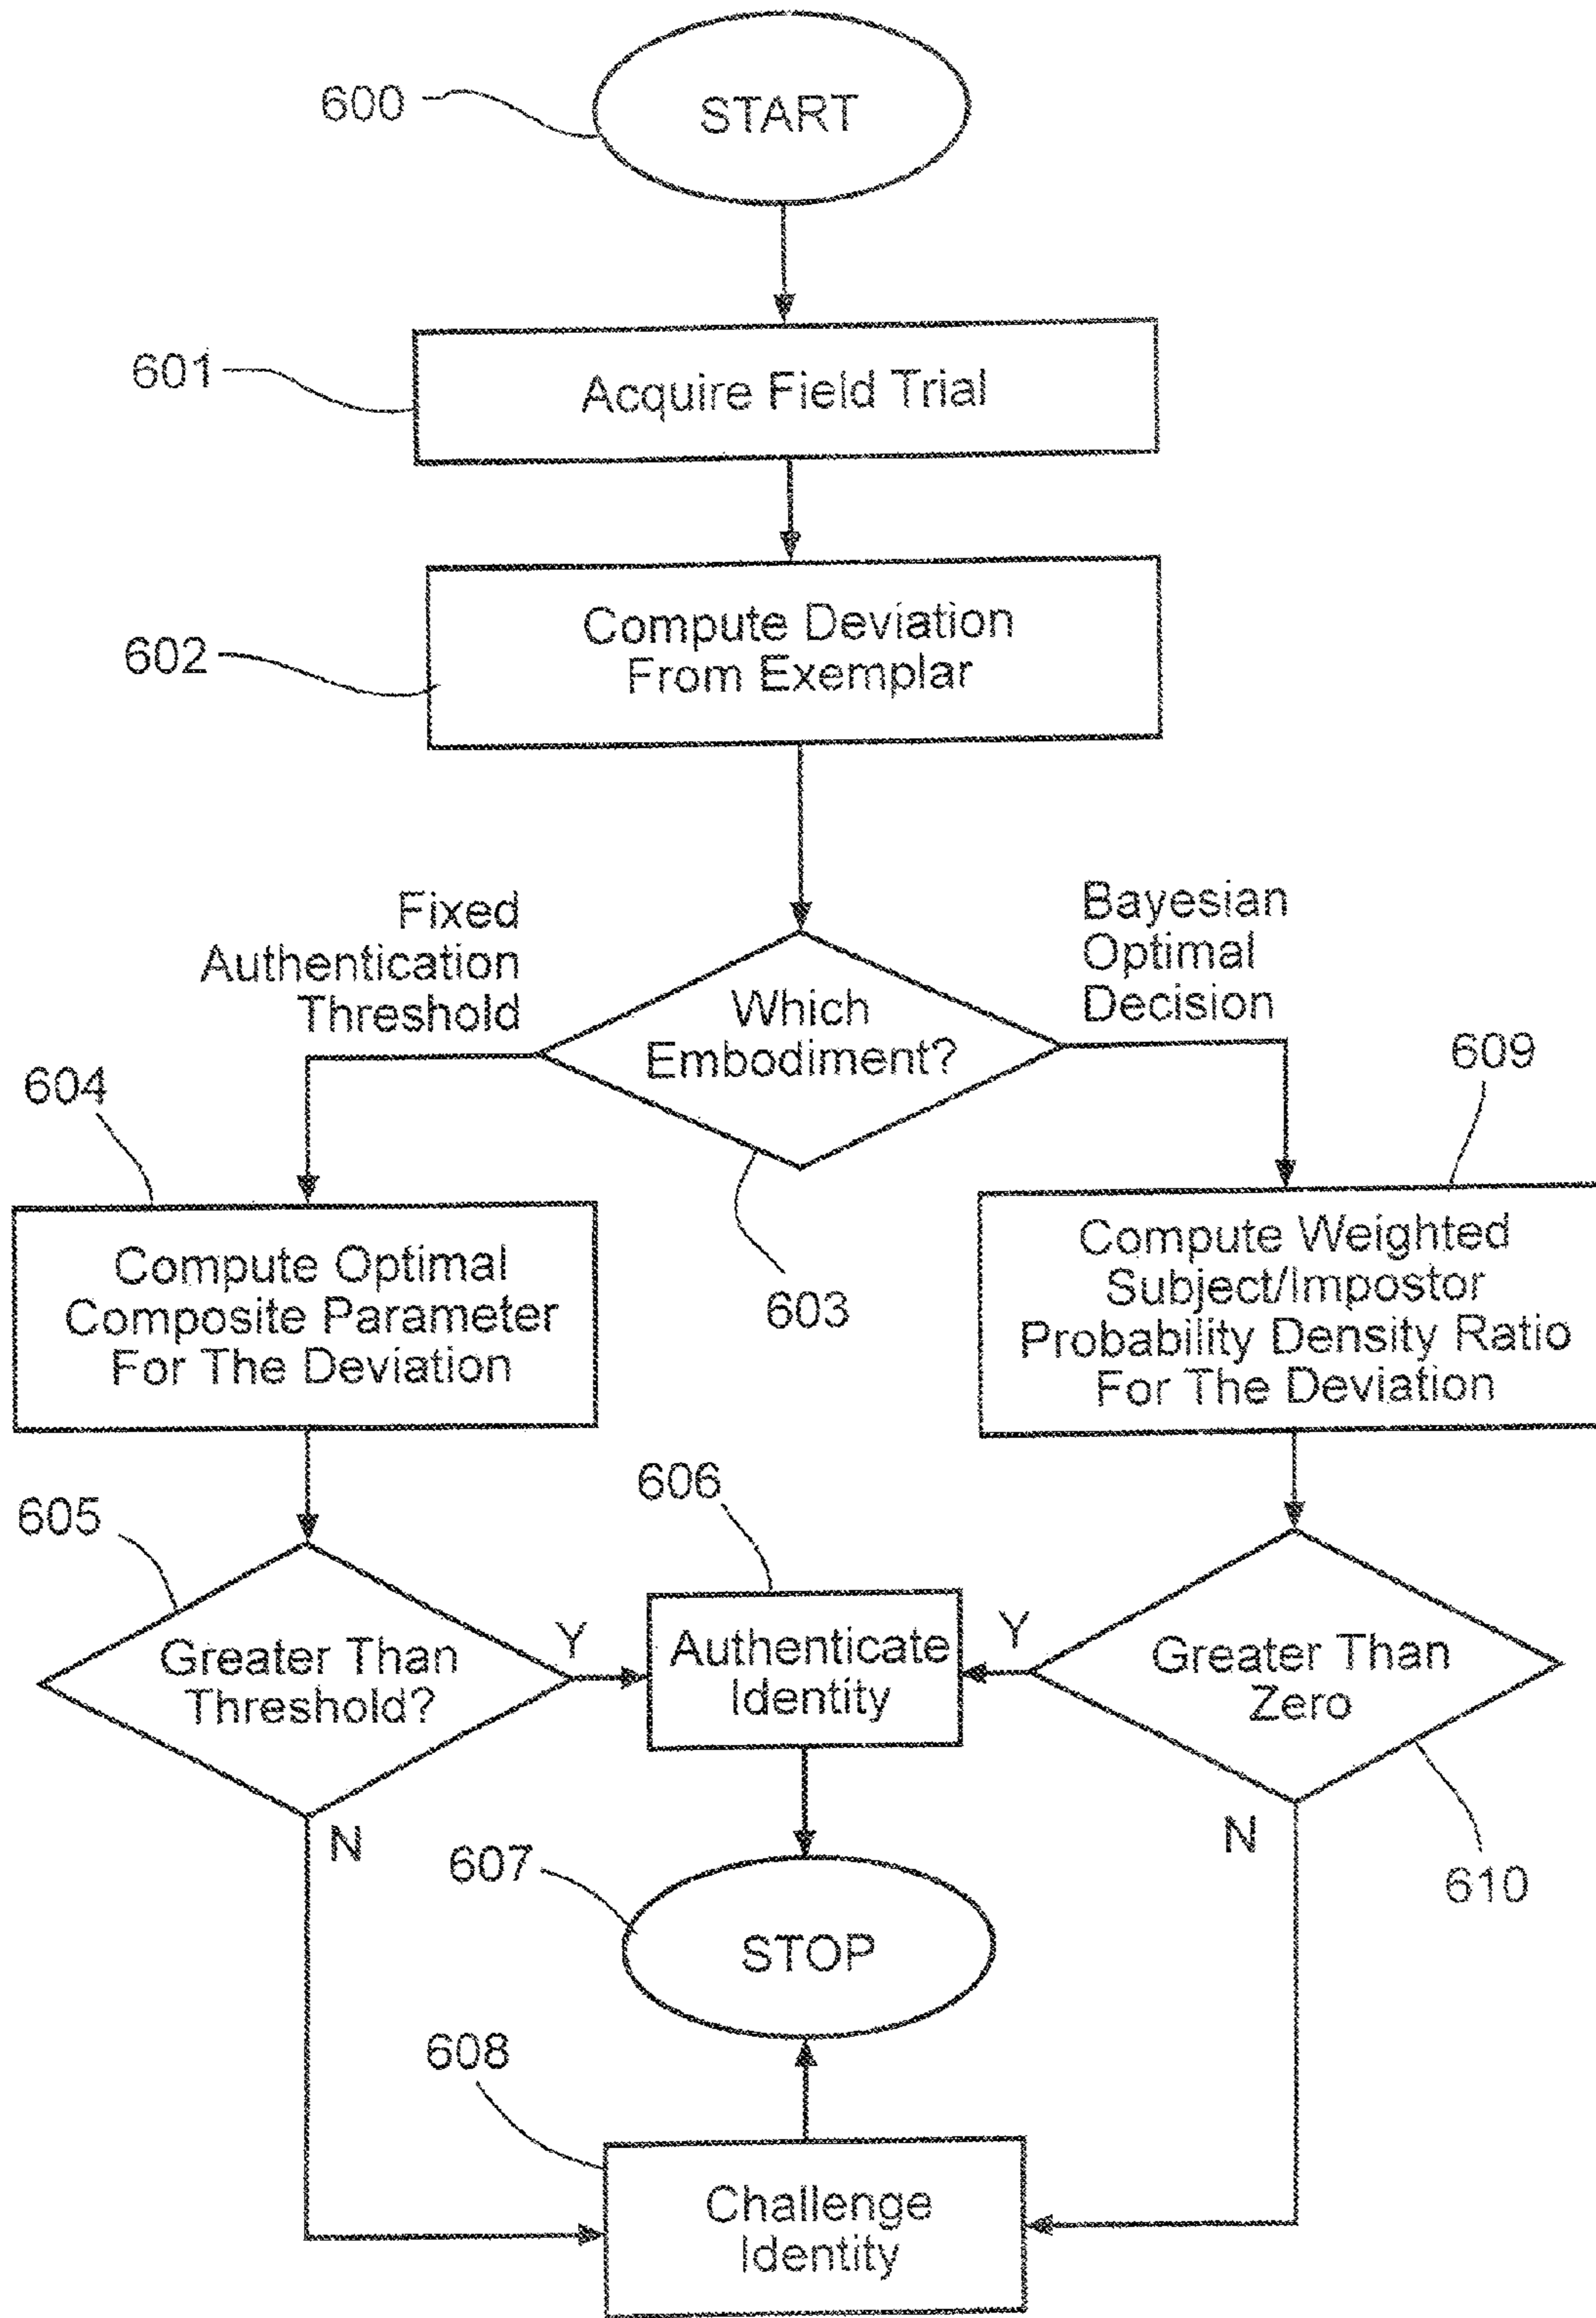 600
START
601
Acquire Field Trial
602
Compute Deviation
From Exemplar
Fixed
Authentication
Threshold
Bayesian
Optimal
Decision
Which
Embodiment?
603
604
Compute Optimal
Composite Parameter
For The Deviation
609
Compute Weighted
Subject/Impostor
Probability Density Ratio
For The Deviation
605
Greater Than
Threshold?
Y
N
606
Authenticate
Identity
Y
Greater Than
Zero
N
610
607
STOP
608
Challenge
Identity